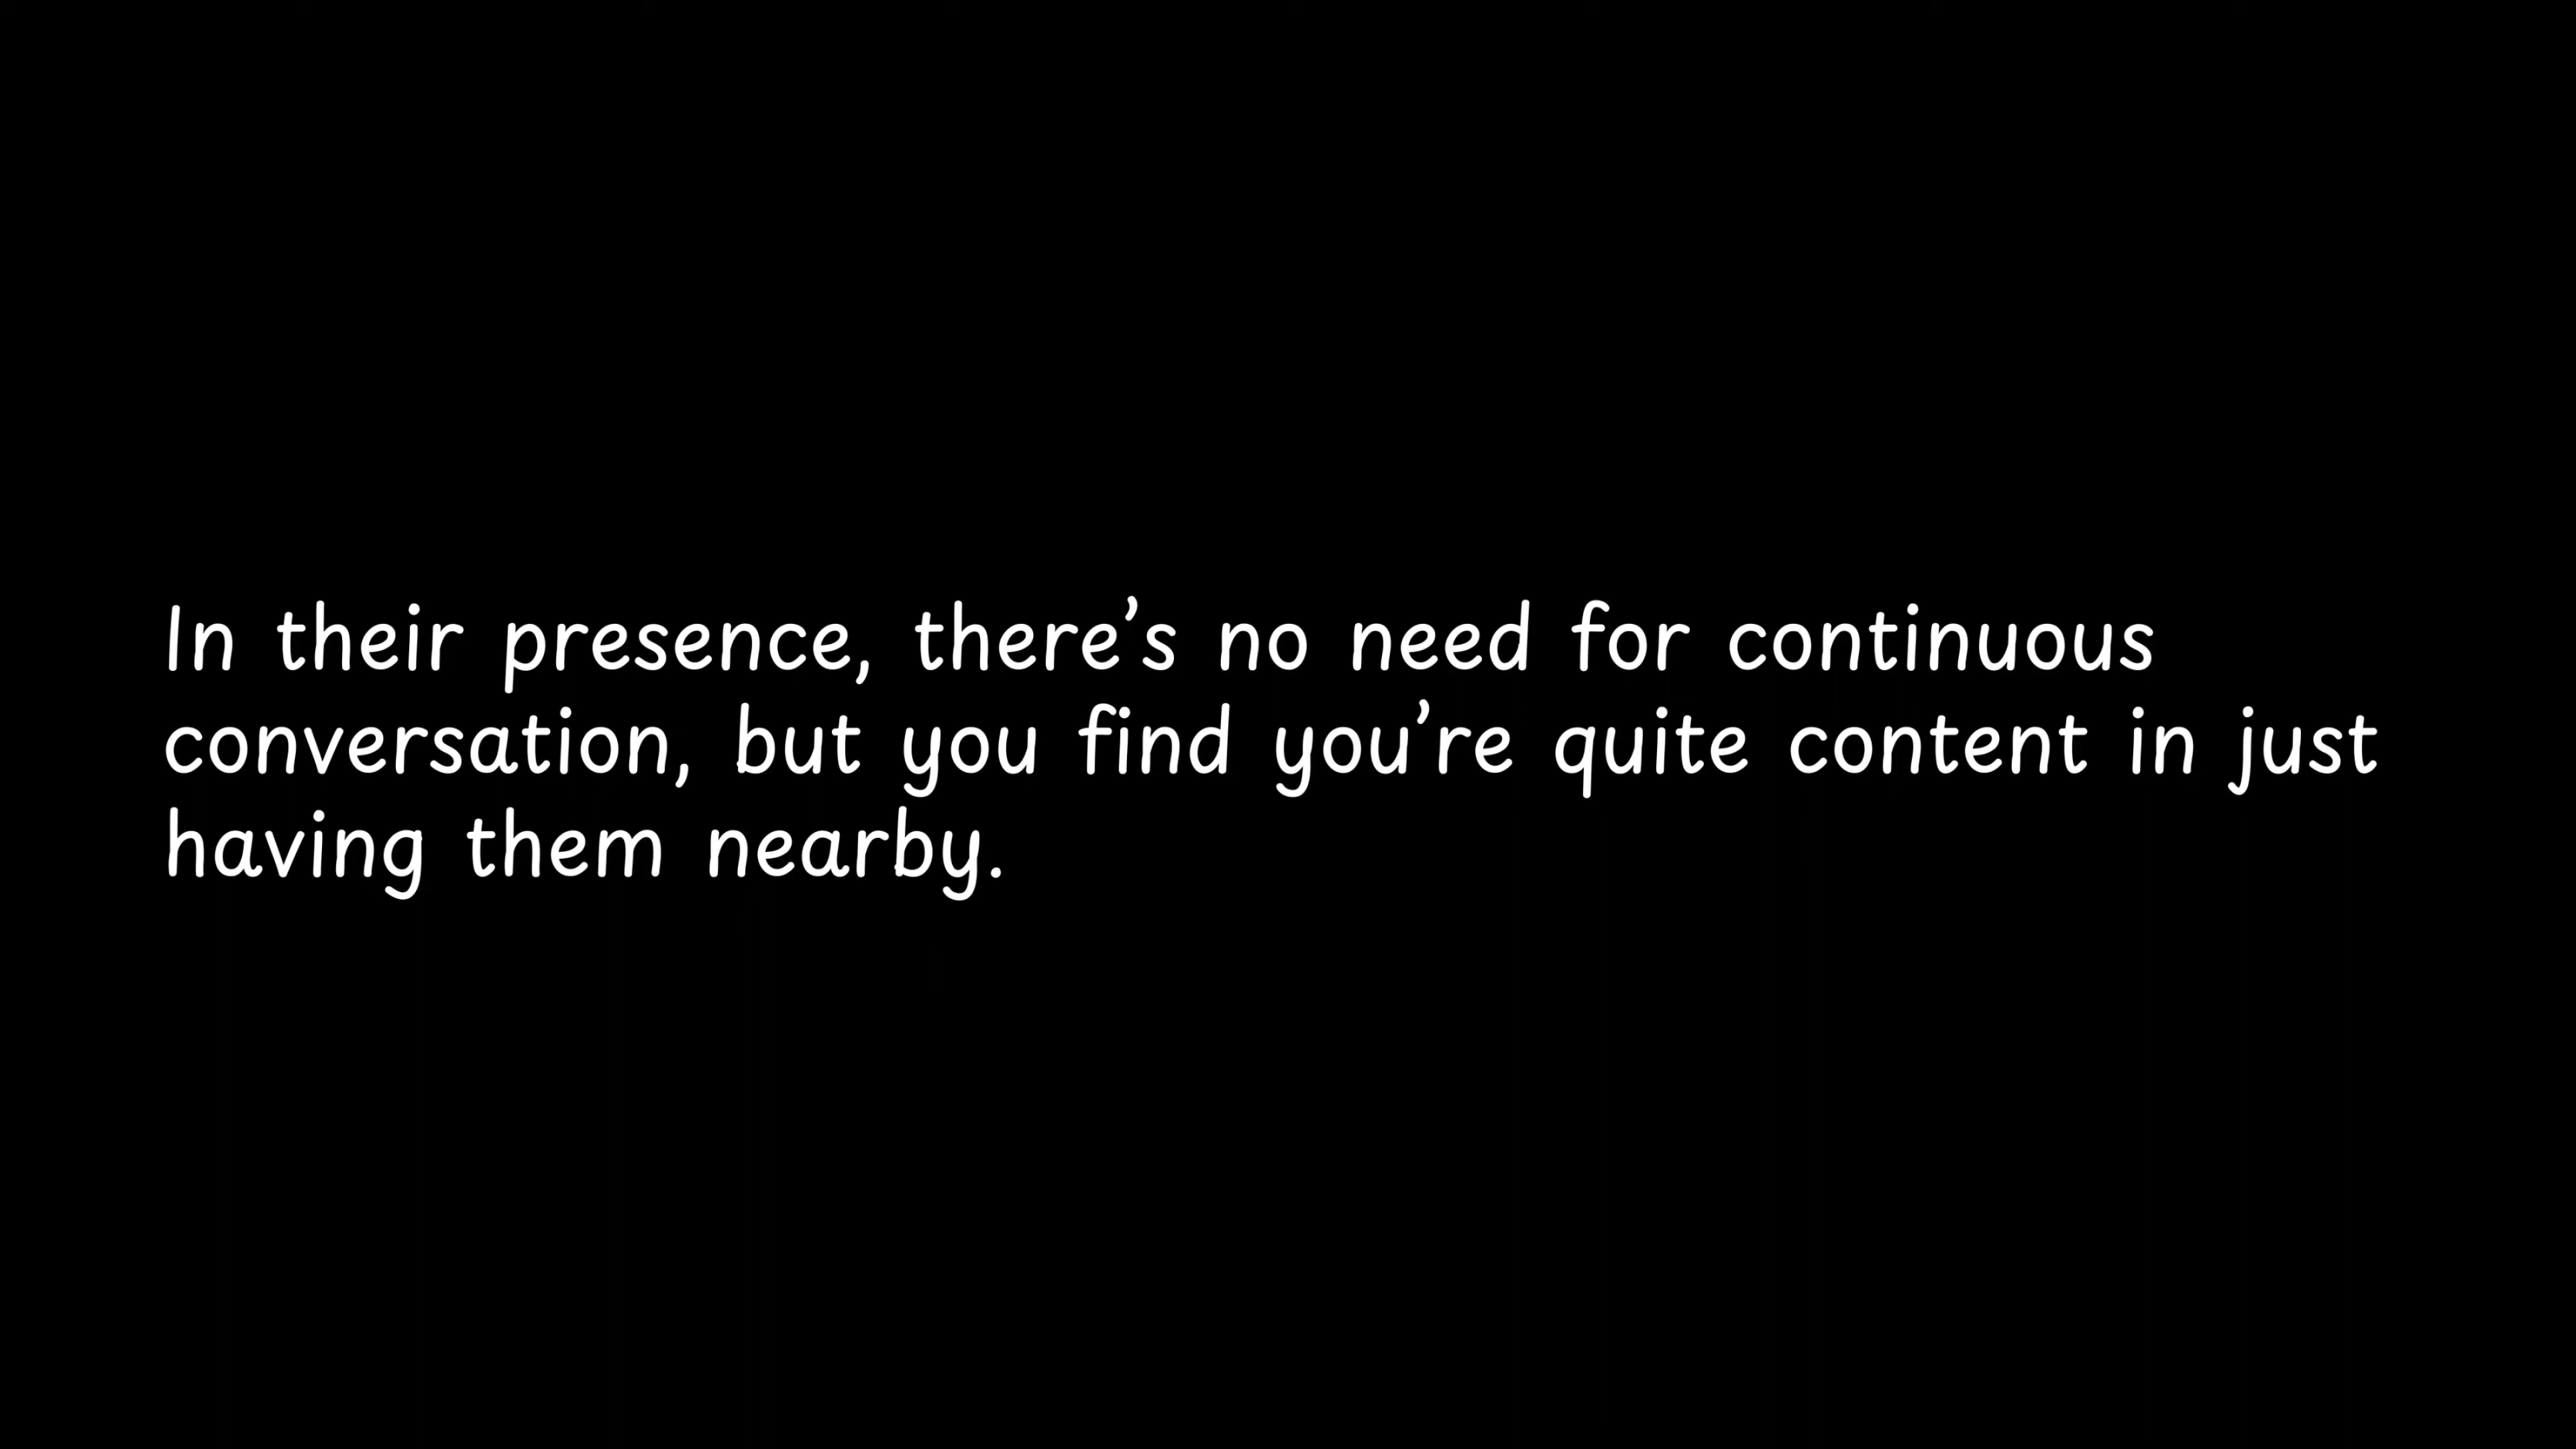 In their presence, there’s no need for continuous
conversation, but you find you’re quite content in just
having them nearby.